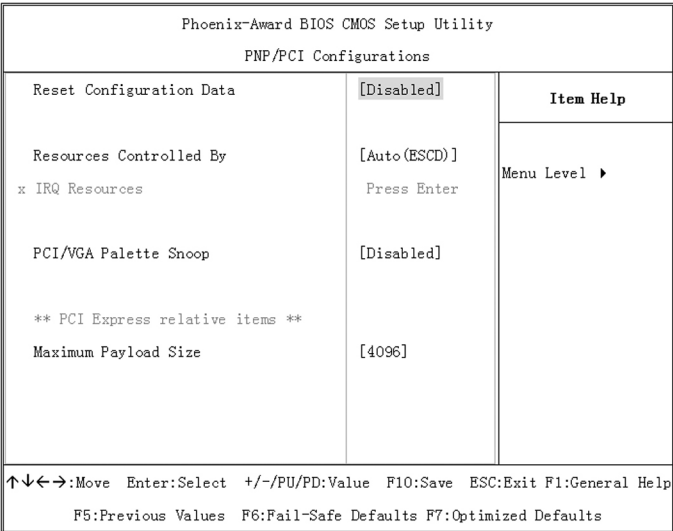 Phoenix-Award BIOS CMOS Setup Utility
PNP/PCI Configurations
Reset Configuration Data [Disabled]
Item Help
Resources Controlled By [Auto(ESCD)]
Menu Level ▶
x IRQ Resources Press Enter
PCI/VGA Palette Snoop [Disabled]
** PCI Express relative items **
Maximum Payload Size [4096]
↑↓←→:Move Enter:Select +/-/PU/PD:Value F10:Save ESC:Exit F1:General Help
F5:Previous Values F6:Fail-Safe Defaults F7:Optimized Defaults